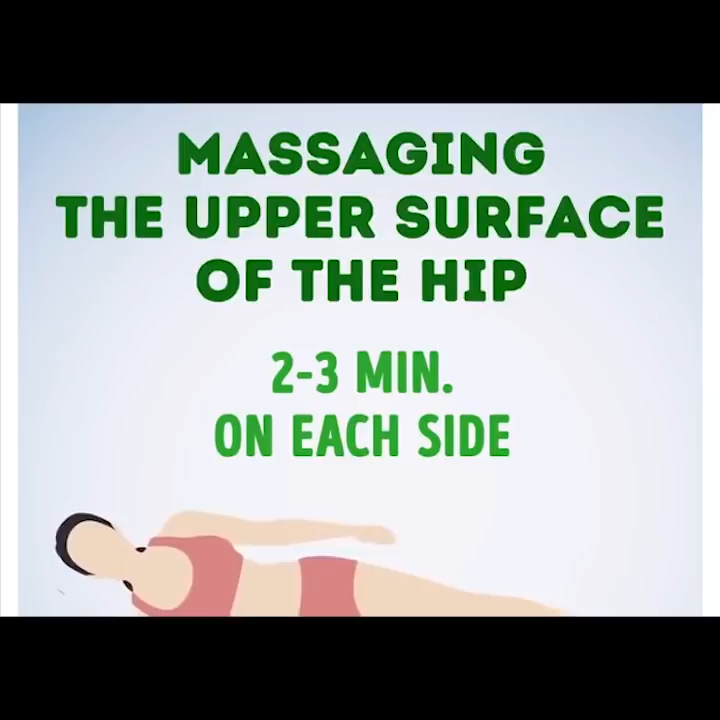 MASSAGING
THE UPPER SURFACE
OF THE HIP
2-3 MIN.
ON EACH SIDE